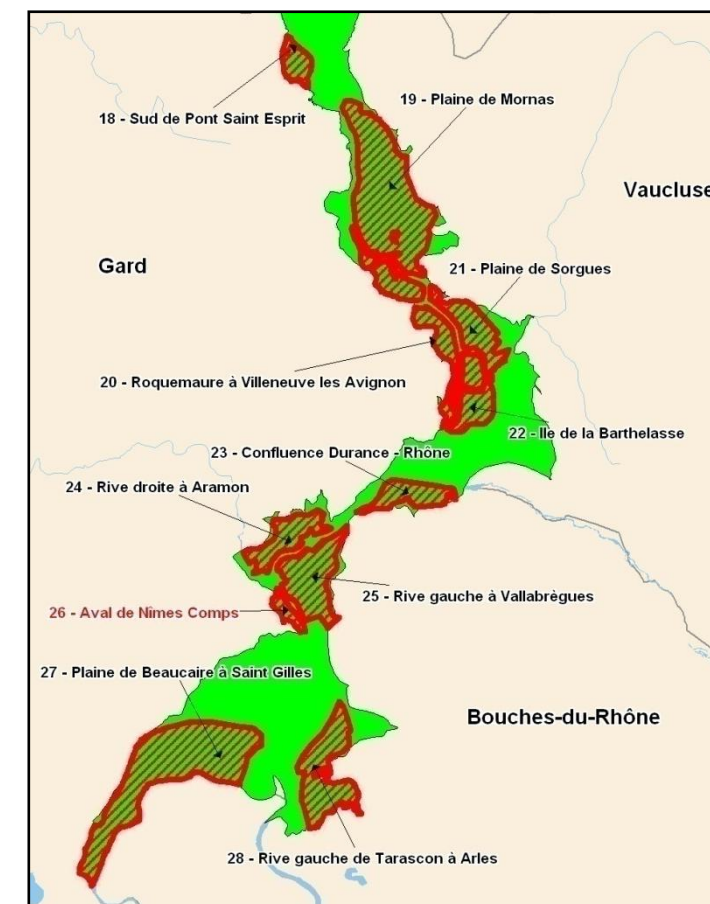 18 - Sud de Pont Saint Esprit
19 - Plaine de Mornas
Vaucluse
Gard
21 - Plaine de Sorgues
20 - Roquemaure à Villeneuve les Avignon
22 - Ile de la Barthelasse
23 - Confluence Durance - Rhône
24 - Rive droite à Aramon
25 - Rive gauche à Vallabrègues
26 - Aval de Nîmes Comps
27 - Plaine de Beaucaire à Saint Gilles
Bouches-du-Rhône
28 - Rive gauche de Tarascon à Arles